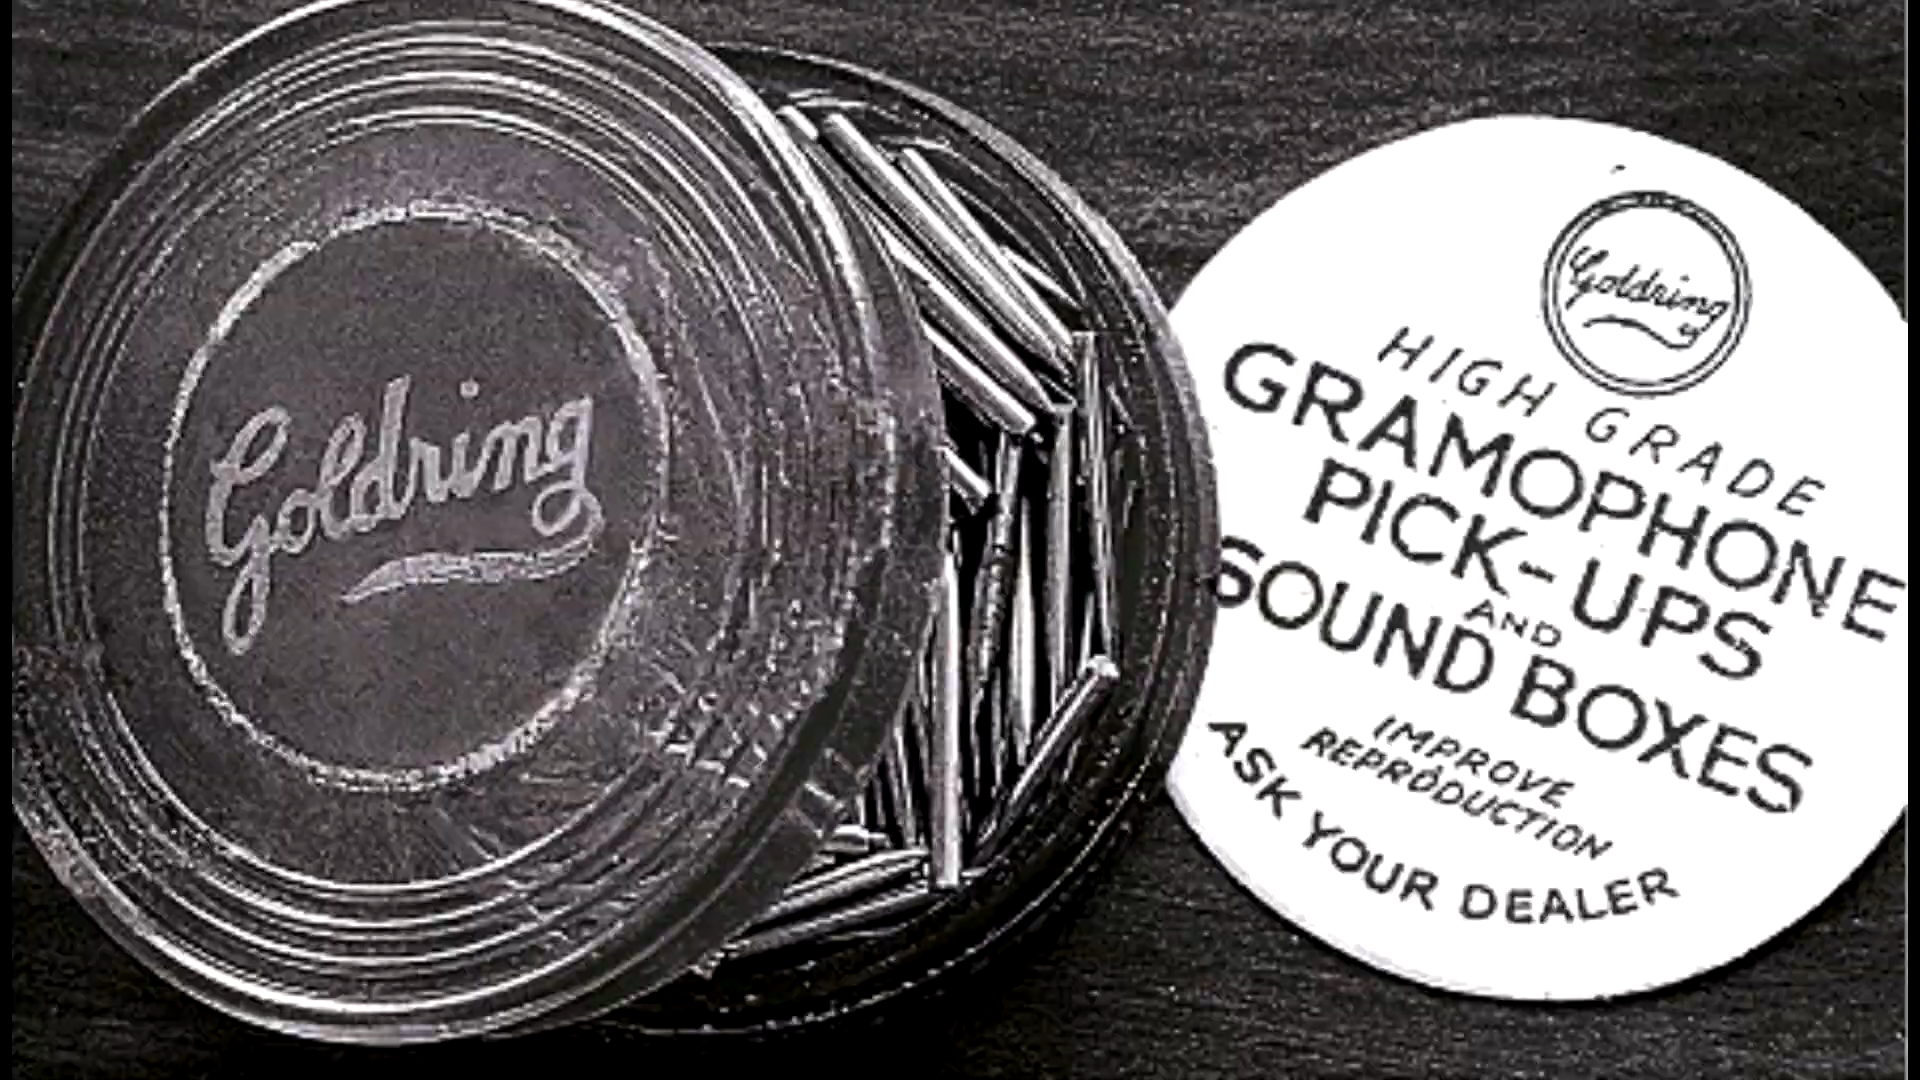 Goldring
Goldring
HIGH GRADE
GRAMOPHONE
PICK-UPS
AND
SOUND BOXES
IMPROVE
REPRODUCTION
ASK YOUR DEALER